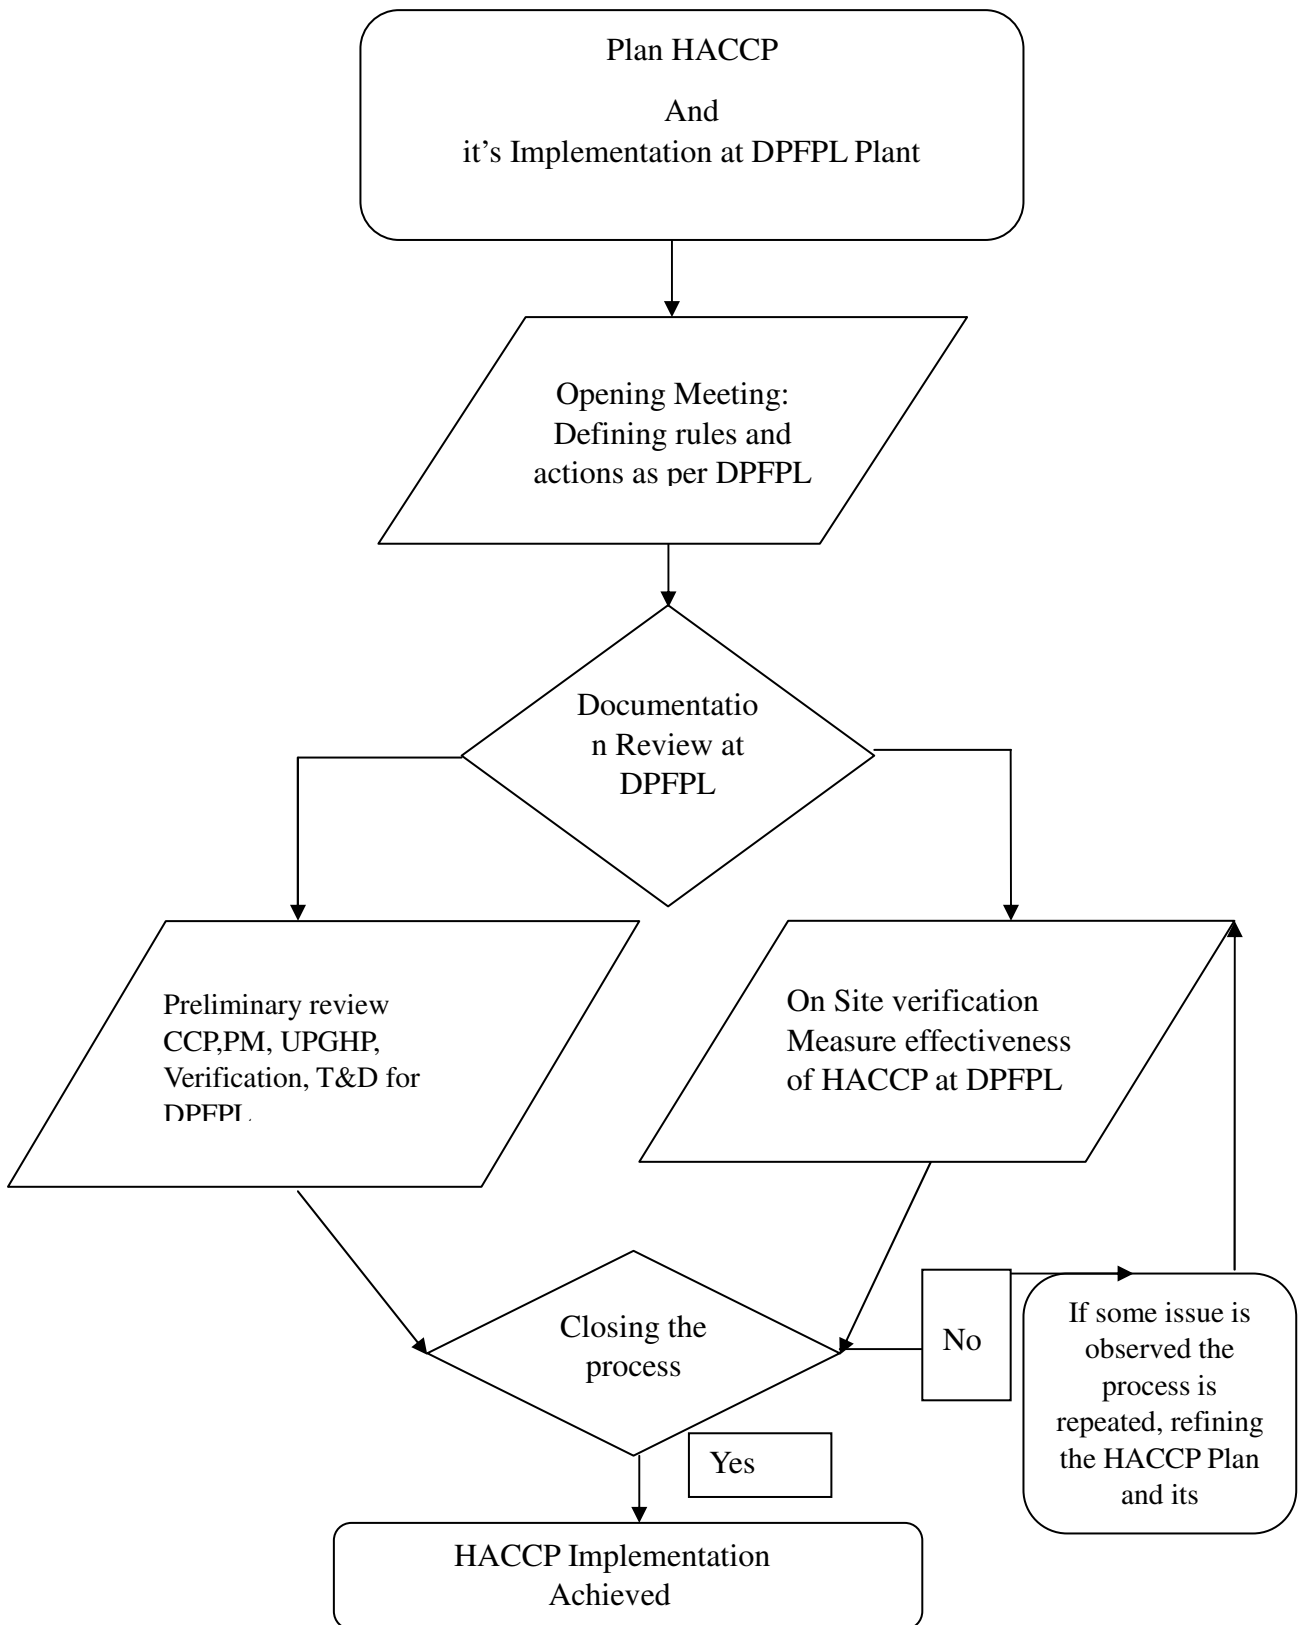 Plan HACCP
And
it’s Implementation at DPFPL Plant
Opening Meeting:
Defining rules and
actions as per DPFPL
Documentatio
n Review at
DPFPL
Preliminary review
CCP,PM, UPGHP,
Verification, T&D for
DPFPL
On Site verification
Measure effectiveness
of HACCP at DPFPL
Closing the
process
No
If some issue is
observed the
process is
repeated, refining
the HACCP Plan
and its
Yes
HACCP Implementation
Achieved